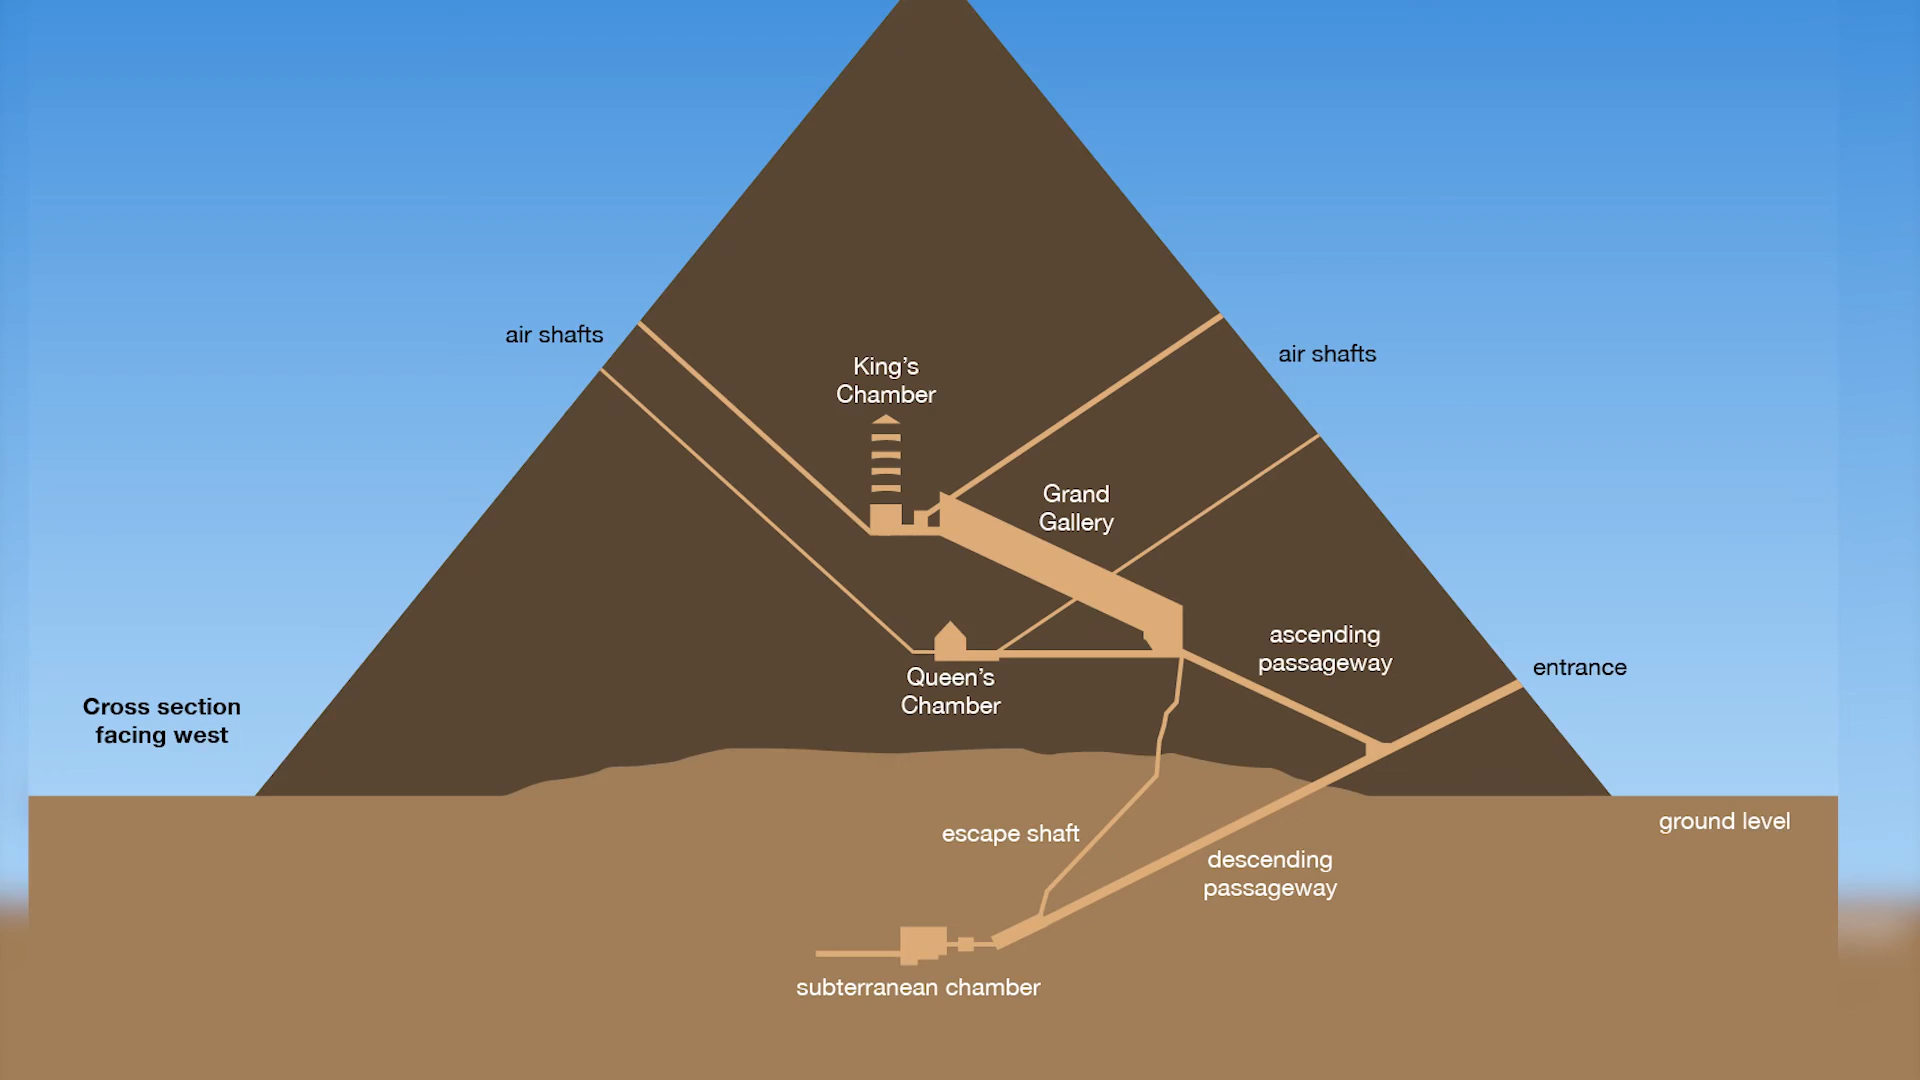 air shafts
air shafts
King’s
Chamber
Grand
Gallery
ascending
passageway
entrance
Queen’s
Chamber
Cross section
facing west
ground level
escape shaft
descending
passageway
subterranean chamber